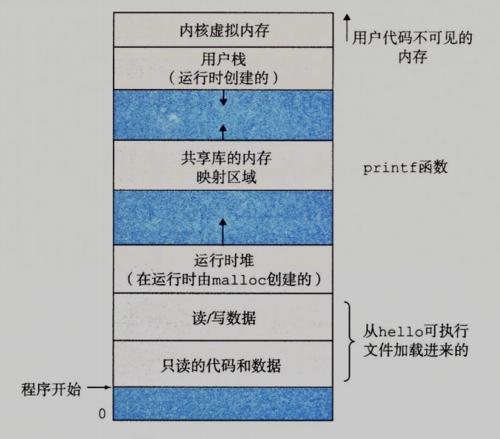 内核虚拟内存
用户代码不可见的
内存
用户栈
（运行时创建的）
共享库的内存
映射区域
printf函数
运行时堆
（在运行时由malloc创建的）
读/写数据
从hello可执行
文件加载进来的
只读的代码和数据
程序开始
0